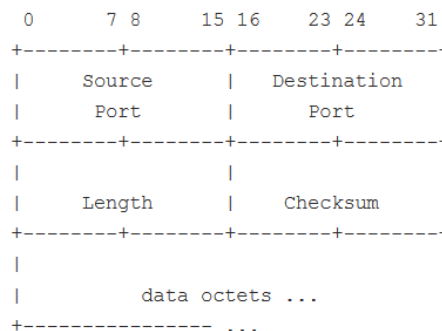 0      7 8     15 16    23 24    31
+--------+--------+--------+--------+
|     Source      |   Destination
|      Port       |      Port
+--------+--------+--------+--------+
|                 |
|     Length      |    Checksum
+--------+--------+--------+--------+
|
|          data octets ...
+---------------- ...